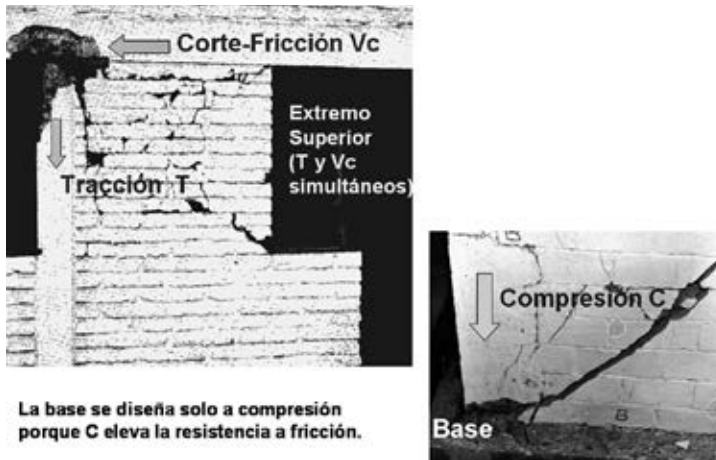 Corte-Fricción Vc
Extremo
Superior
(T y Vc
simultáneos)
Tracción T
B
Compresión C
B
Base
La base se diseña solo a compresión
porque C eleva la resistencia a fricción.